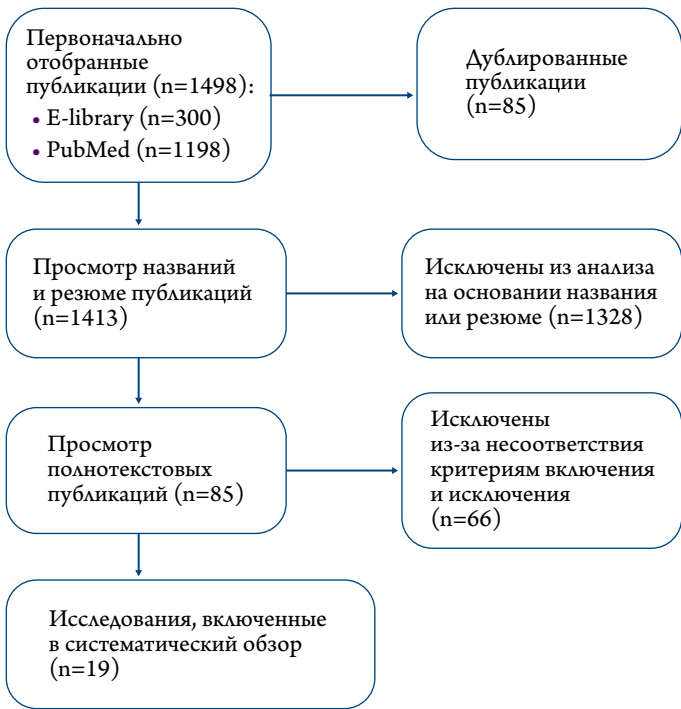 Первоначально
отобранные
публикации (n=1498):
• E-library (n=300)
• PubMed (n=1198)
Дублированные
публикации
(n=85)
Просмотр названий
и резюме публикаций
(n=1413)
Исключены из анализа
на основании названия
или резюме (n=1328)
Просмотр
полнотекстовых
публикаций (n=85)
Исключены
из-за несоответствия
критериям включения
и исключения
(n=66)
Исследования, включенные
в систематический обзор
(n=19)